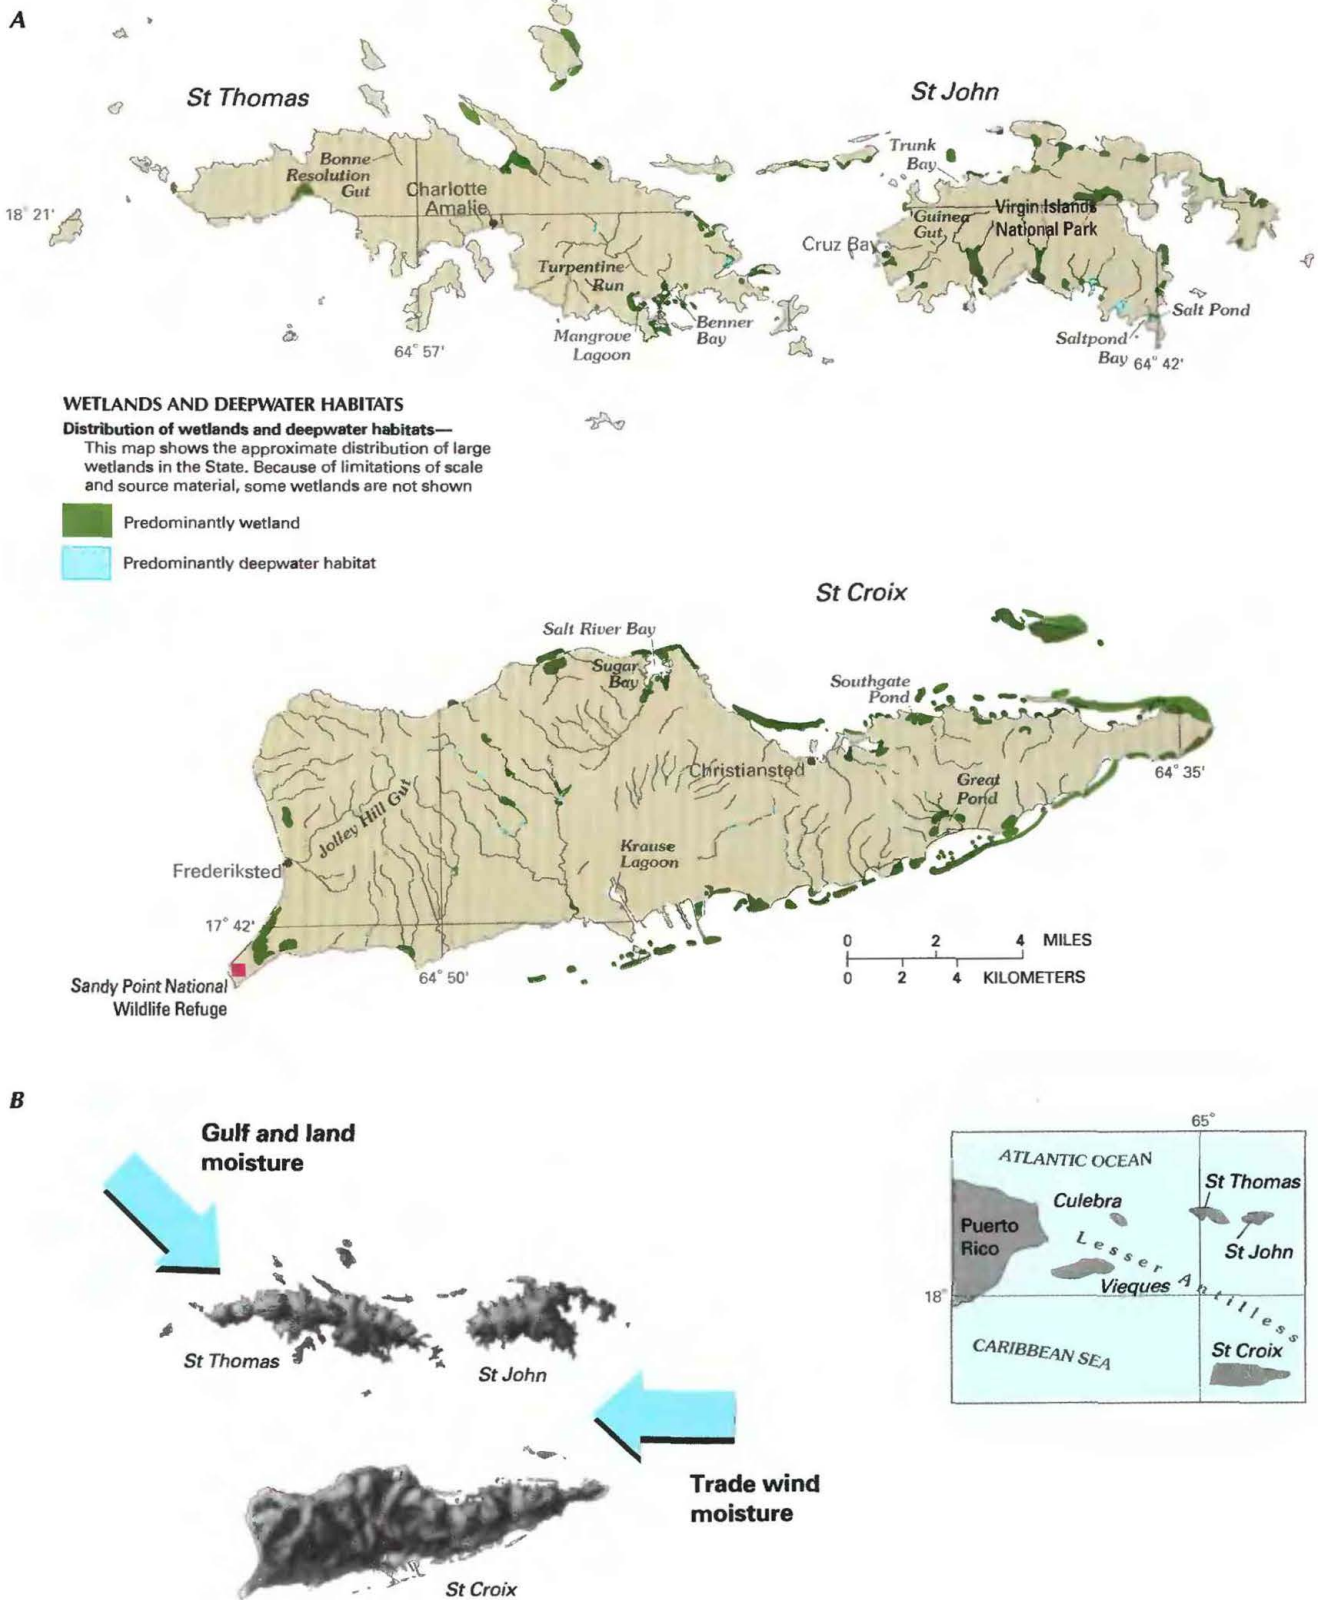 A
St Thomas
St John
Bonne
Resolution
Gut
Charlotte
Amalie
Trunk
Bay
18° 21'
Guinea
Gut
Virgin Islands
National Park
Cruz Bay
Turpentine
Run
Mangrove
Lagoon
Benner
Bay
Salt Pond
Saltpond
Bay
64° 57'
64° 42'
WETLANDS AND DEEPWATER HABITATS
Distribution of wetlands and deepwater habitats—
This map shows the approximate distribution of large
wetlands in the State. Because of limitations of scale
and source material, some wetlands are not shown
Predominantly wetland
Predominantly deepwater habitat
St Croix
Salt River Bay
Sugar
Bay
Southgate
Pond
Christiansted
64° 35'
Great
Pond
Jolley Hill Gut
Krause
Lagoon
Frederiksted
17° 42'
64° 50'
Sandy Point National
Wildlife Refuge
0 2 4 MILES
0 2 4 KILOMETERS
B
Gulf and land
moisture
St Thomas
St John
Trade wind
moisture
St Croix
65°
ATLANTIC OCEAN
St Thomas
Culebra
Puerto
Rico
St John
Lesser Antilles
Vieques
18°
CARIBBEAN SEA
St Croix